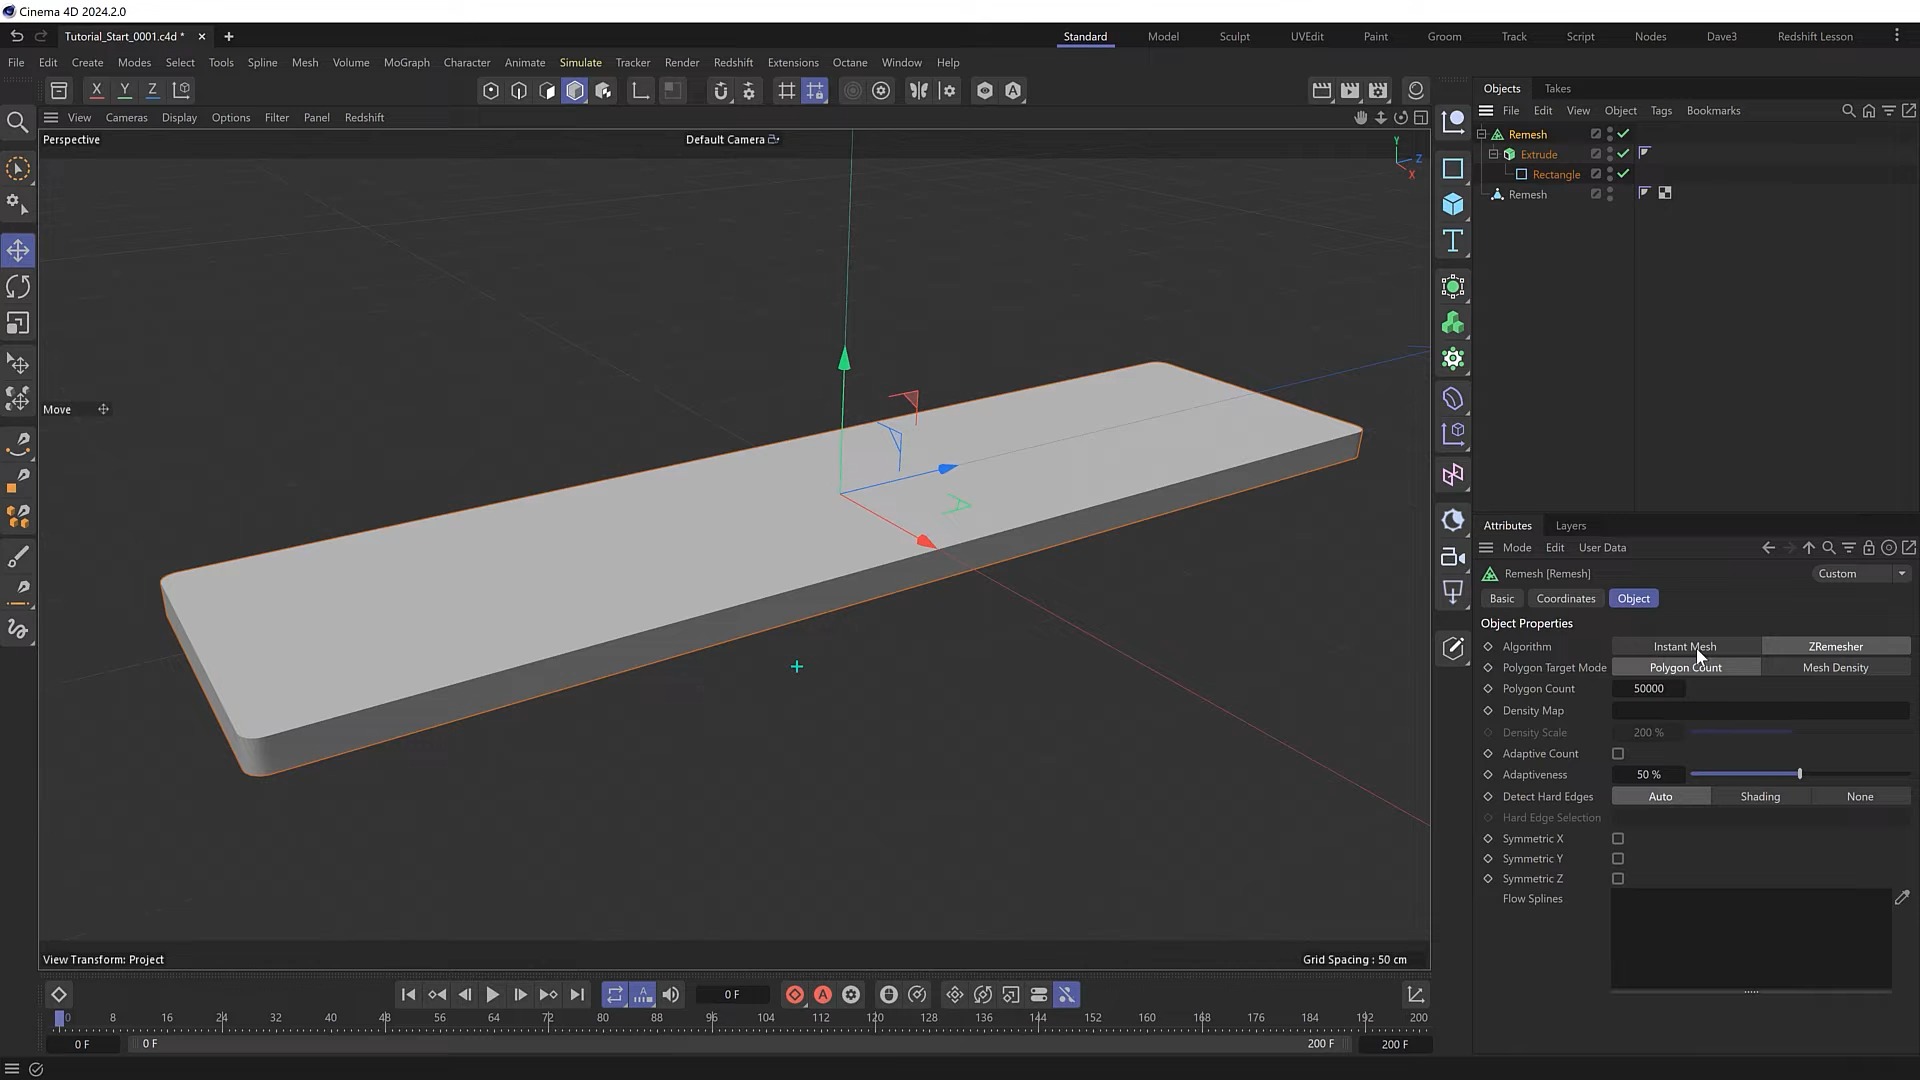 Cinema 4D 2024.2.0
Tutorial_Start_0001.c4d *
Standard Model Sculpt UVEdit Paint Groom Track Script Nodes Dave3 Redshift Lesson
File Edit Create Modes Select Tools Spline Mesh Volume MoGraph Character Animate Simulate Tracker Render Redshift Extensions Octane Window Help
X Y Z
Objects Takes
View Cameras Display Options Filter Panel Redshift
File Edit View Object Tags Bookmarks
Perspective
Default Camera
Y
Z
X
Remesh
Extrude
Rectangle
Remesh
Move
Attributes Layers
Mode Edit User Data
Remesh [Remesh]
Custom
Basic Coordinates Object
Object Properties
Algorithm Instant Mesh ZRemesher
Polygon Target Mode Polygon Count Mesh Density
Polygon Count 50000
Density Map
Density Scale 200 %
Adaptive Count
Adaptiveness 50 %
Detect Hard Edges Auto Shading None
Hard Edge Selection
Symmetric X
Symmetric Y
Symmetric Z
Flow Splines
View Transform: Project
Grid Spacing : 50 cm
0 F
0 8 16 24 32 40 48 56 64 72 80 88 96 104 112 120 128 136 144 152 160 168 176 184 192 200
0 F 0 F 200 F 200 F